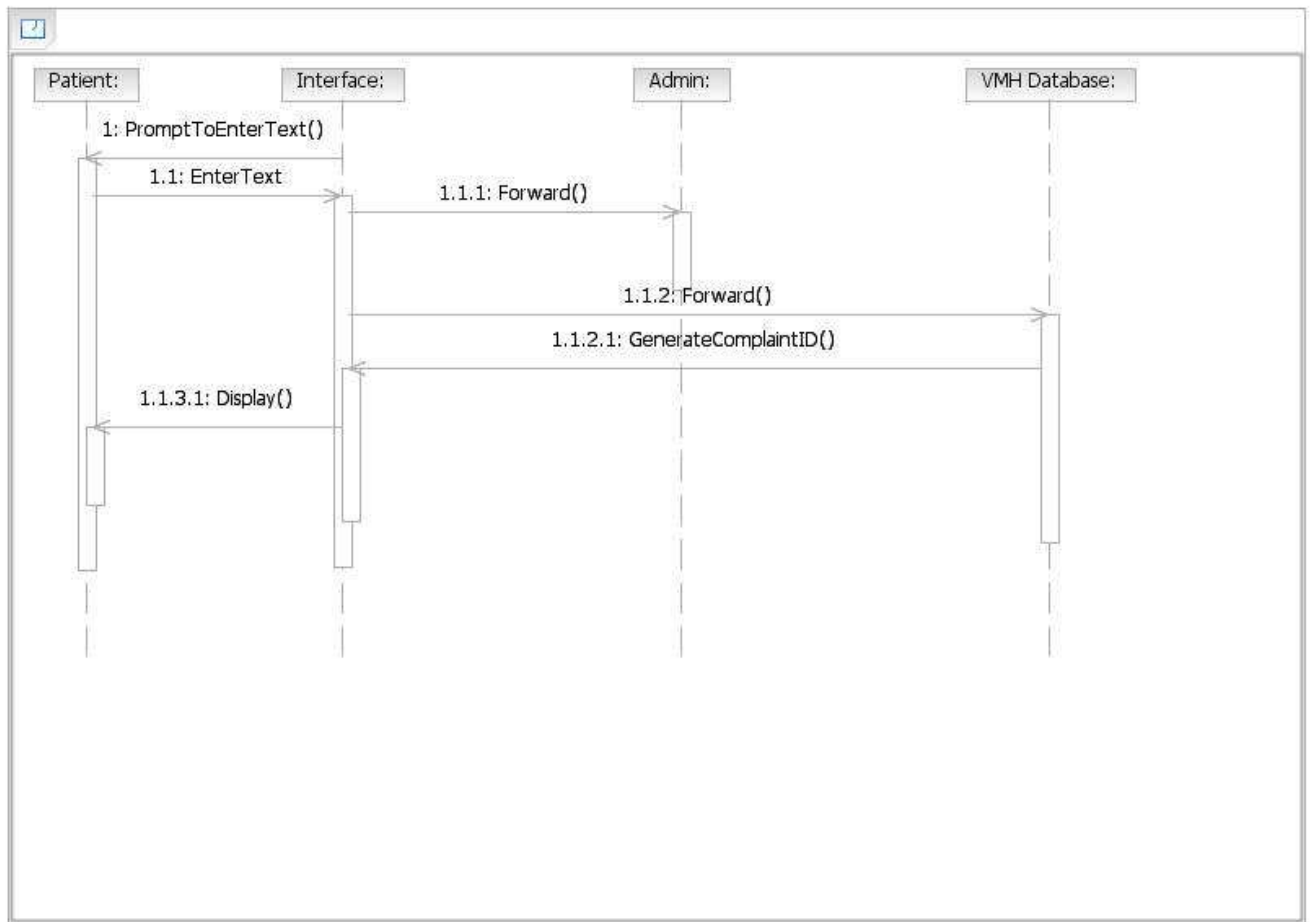 Patient:
Interface:
Admin:
VMH Database:
1: PromptToEnterText()
1.1: EnterText
1.1.1: Forward()
1.1.2: Forward()
1.1.2.1: GenerateComplaintID()
1.1.3.1: Display()